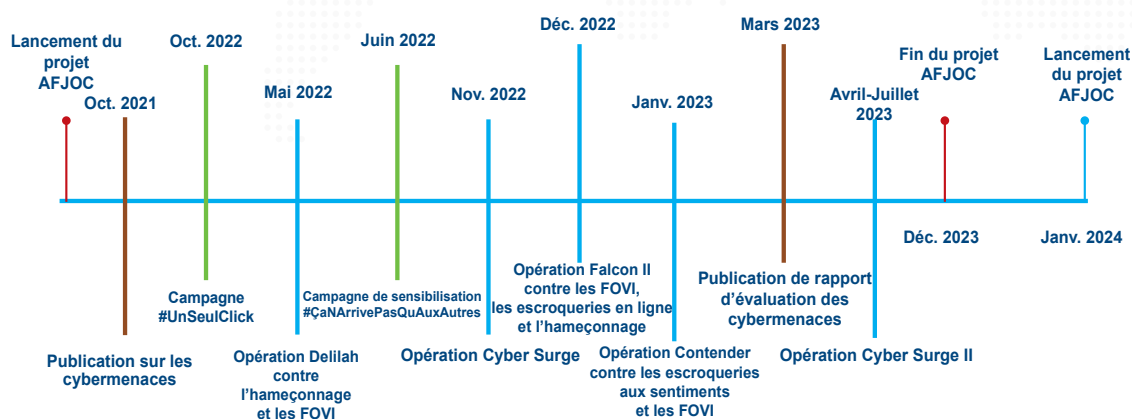 Lancement du
projet
AFJOC
Oct. 2021
Publication sur les
cybermenaces
Oct. 2022
Campagne
#UnSeulClick
Mai 2022
Opération Delilah
contre
l'hameçonnage
et les FOVI
Juin 2022
Campagne de sensibilisation
#ÇaNArrivePasQuAuxAutres
Nov. 2022
Opération Cyber Surge
Déc. 2022
Opération Falcon II
contre les FOVI,
les escroqueries en ligne
et l'hameçonnage
Janv. 2023
Opération Contender
contre les escroqueries
aux sentiments
et les FOVI
Mars 2023
Publication de rapport
d'évaluation des
cybermenaces
Avril-Juillet
2023
Opération Cyber Surge II
Fin du projet
AFJOC
Déc. 2023
Lancement
du projet
AFJOC
Janv. 2024